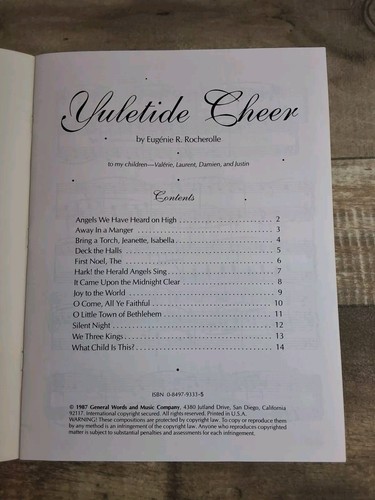 Yuletide Cheer
by Eugénie R. Rocherolle
to my children—Valérie, Laurent, Damien, and Justin
Contents
Angels We Have Heard on High . . . . . . . . . . . . . . . . . . . . . . . 2
Away In a Manger . . . . . . . . . . . . . . . . . . . . . . . . . . . . . . . . . 3
Bring a Torch, Jeanette, Isabella . . . . . . . . . . . . . . . . . . . . . . . 4
Deck the Halls . . . . . . . . . . . . . . . . . . . . . . . . . . . . . . . . . . . . 5
First Noel, The . . . . . . . . . . . . . . . . . . . . . . . . . . . . . . . . . . . . 6
Hark! the Herald Angels Sing . . . . . . . . . . . . . . . . . . . . . . . . . 7
It Came Upon the Midnight Clear . . . . . . . . . . . . . . . . . . . . . 8
Joy to the World . . . . . . . . . . . . . . . . . . . . . . . . . . . . . . . . . . . 9
O Come, All Ye Faithful . . . . . . . . . . . . . . . . . . . . . . . . . . . . 10
O Little Town of Bethlehem . . . . . . . . . . . . . . . . . . . . . . . . . 11
Silent Night . . . . . . . . . . . . . . . . . . . . . . . . . . . . . . . . . . . . . 12
We Three Kings . . . . . . . . . . . . . . . . . . . . . . . . . . . . . . . . . . 13
What Child Is This? . . . . . . . . . . . . . . . . . . . . . . . . . . . . . . . 14
ISBN 0-8497-9333-5
© 1987 General Words and Music Company, 4380 Jutland Drive, San Diego, California
92117. International copyright secured. All rights reserved. Printed in U.S.A.
WARNING! These compositions are protected by copyright law. To copy or reproduce them
by any method is an infringement of the copyright law. Anyone who reproduces copyrighted
matter is subject to substantial penalties and assessments for each infringement.